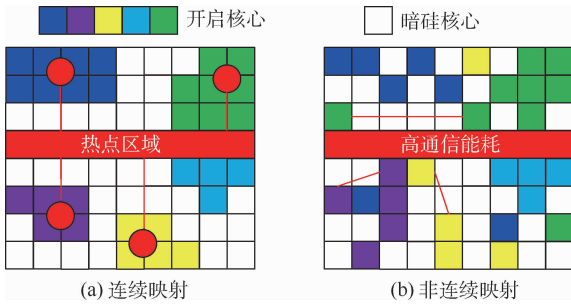 开启核心
暗硅核心
热点区域
高通信能耗
(a) 连续映射
(b) 非连续映射